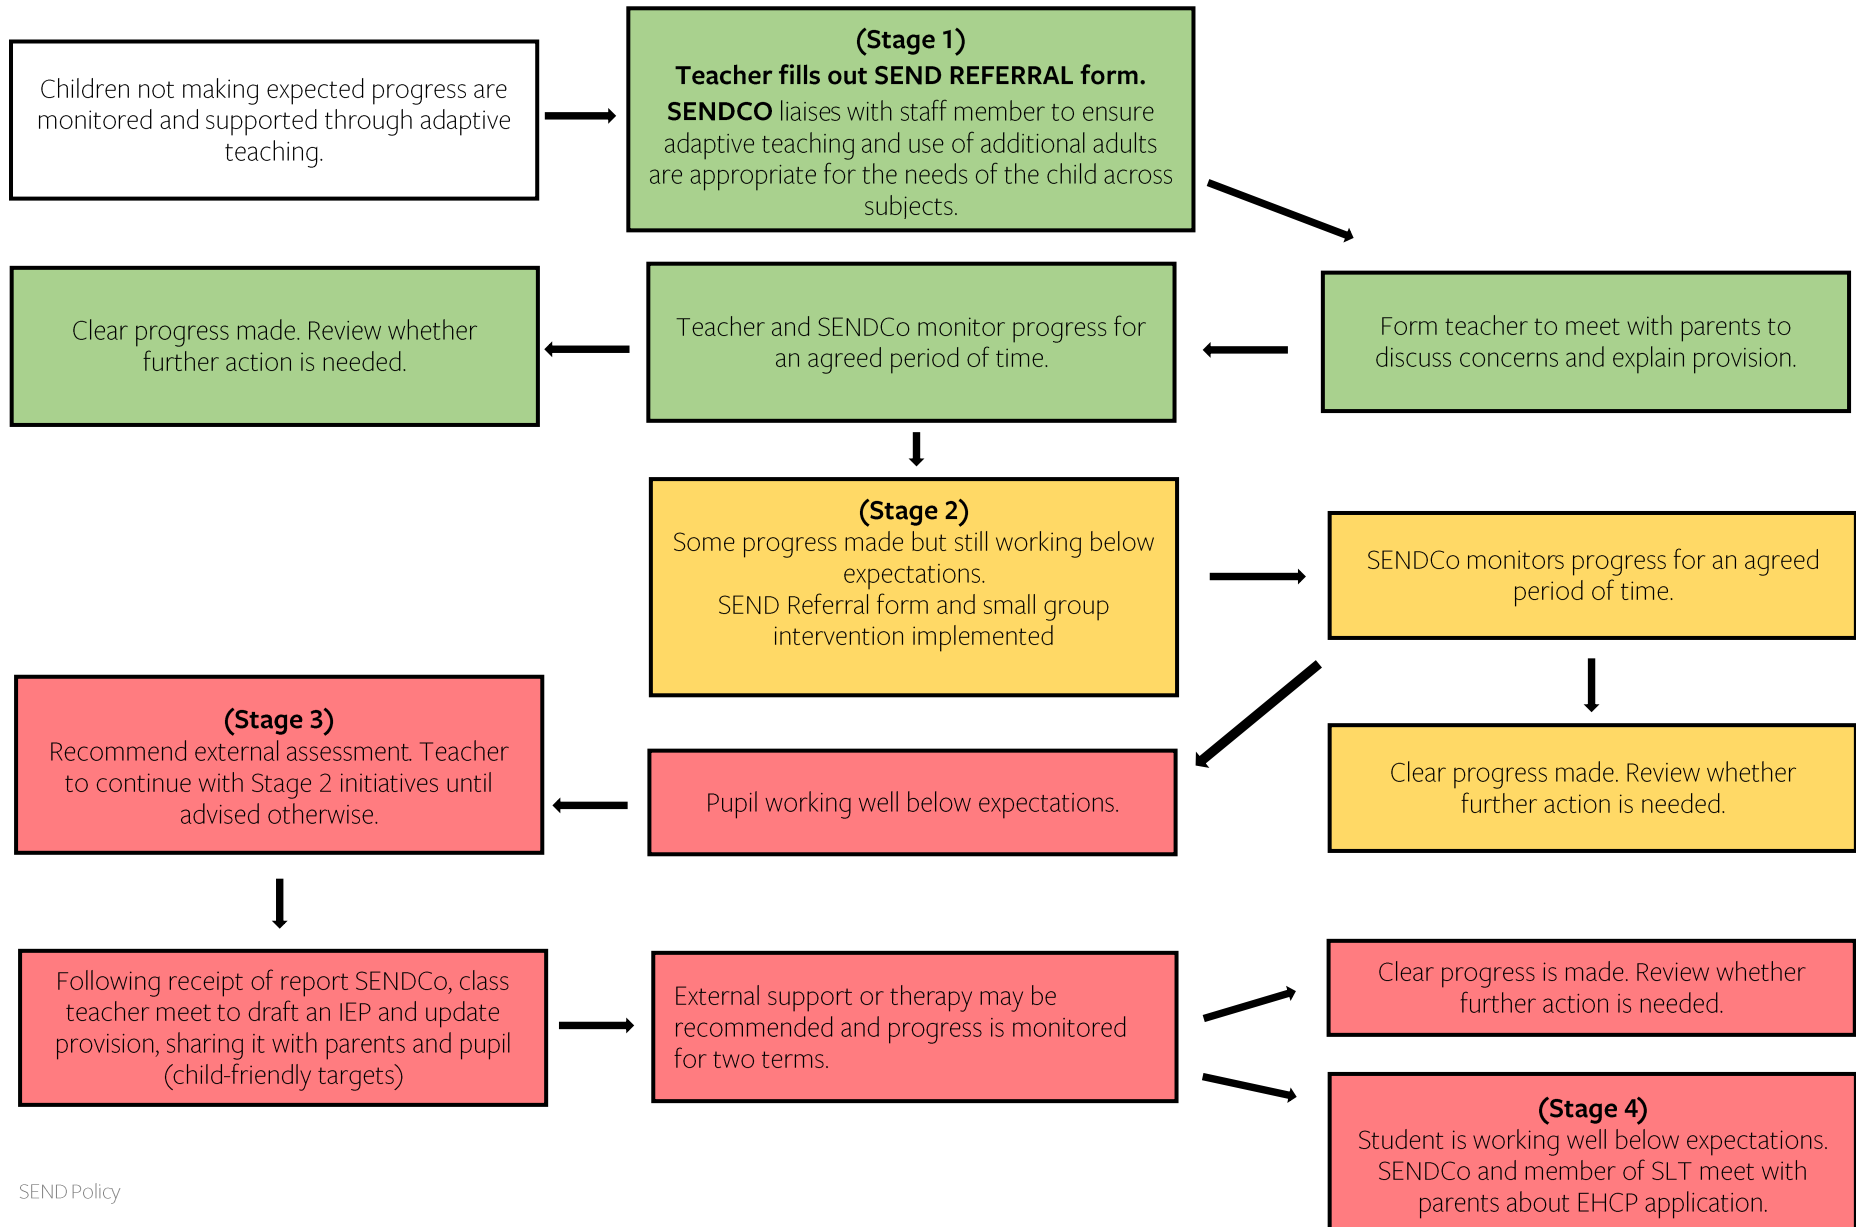 Children not making expected progress are
monitored and supported through adaptive
teaching.
(Stage 1)
Teacher fills out SEND REFERRAL form.
SENDCO liaises with staff member to ensure
adaptive teaching and use of additional adults
are appropriate for the needs of the child across
subjects.
Form teacher to meet with parents to
discuss concerns and explain provision.
Teacher and SENDCo monitor progress for
an agreed period of time.
Clear progress made. Review whether
further action is needed.
(Stage 2)
Some progress made but still working below
expectations.
SEND Referral form and small group
intervention implemented
SENDCo monitors progress for an agreed
period of time.
Clear progress made. Review whether
further action is needed.
Pupil working well below expectations.
(Stage 3)
Recommend external assessment. Teacher
to continue with Stage 2 initiatives until
advised otherwise.
Following receipt of report SENDCo, class
teacher meet to draft an IEP and update
provision, sharing it with parents and pupil
(child-friendly targets)
External support or therapy may be
recommended and progress is monitored
for two terms.
Clear progress is made. Review whether
further action is needed.
(Stage 4)
Student is working well below expectations.
SENDCo and member of SLT meet with
parents about EHCP application.
SEND Policy